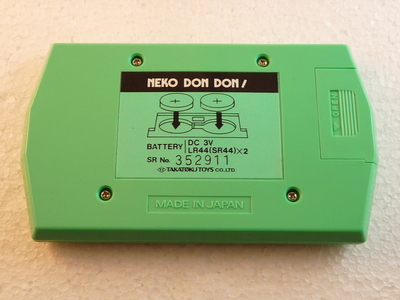 NEKO DON DON!
OPEN
BATTERY DC 3V
LR44(SR44)×2
SR No. 352911
TAKATOKU TOYS CO.,LTD.
MADE IN JAPAN